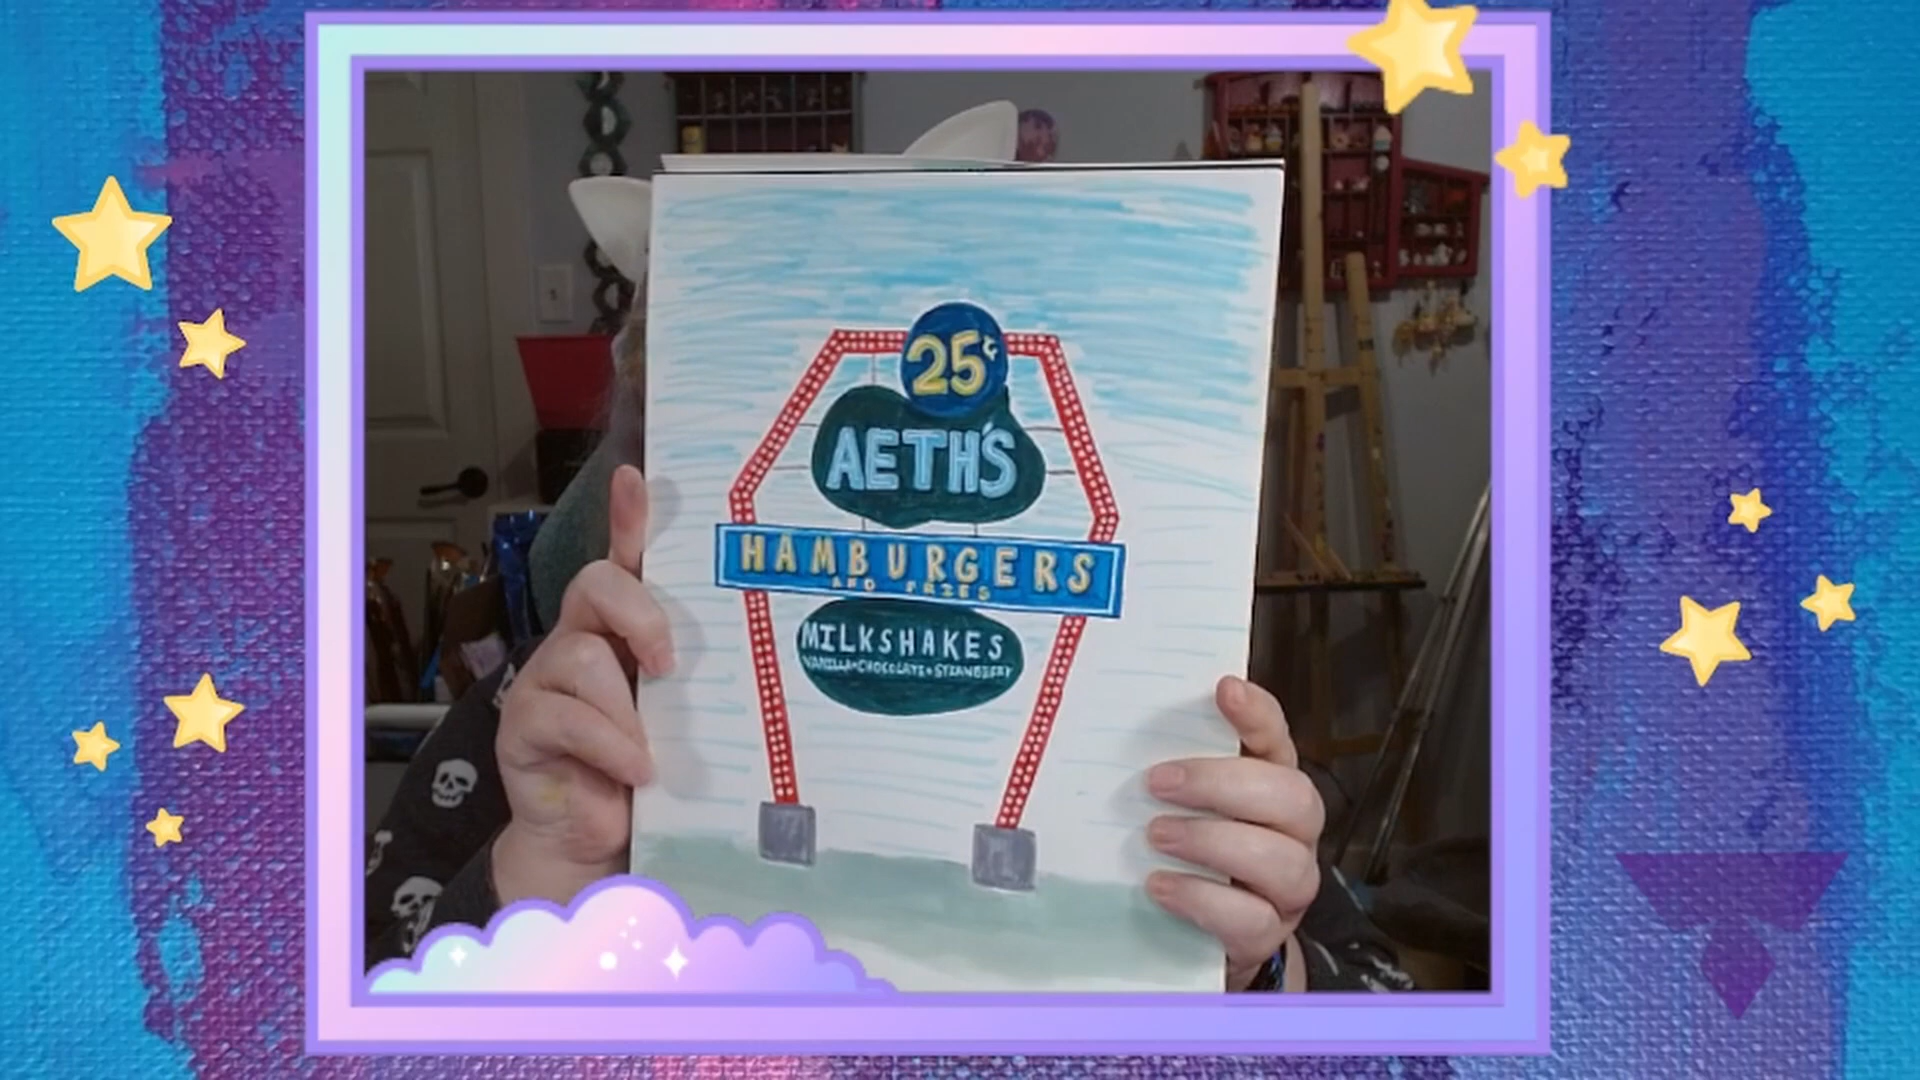 25¢
AETH'S
HAMBURGERS
AND FRIES
MILKSHAKES
VANILLA•CHOCOLATE•STRAWBERRY